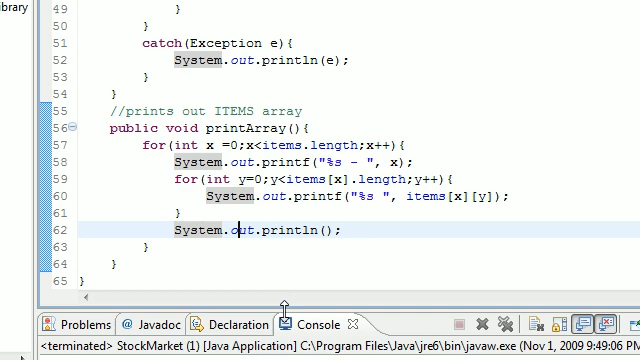 ibrary
49 }
50 }
51 catch(Exception e){
52 System.out.println(e);
53 }
54 }
55 //prints out ITEMS array
56 public void printArray(){
57 for(int x =0;x<items.length;x++){
58 System.out.printf("%s - ", x);
59 for(int y=0;y<items[x].length;y++){
60 System.out.printf("%s ", items[x][y]);
61 }
62 System.out.println();
63 }
64 }
65 }
Problems @ Javadoc Declaration Console
<terminated> StockMarket (1) [Java Application] C:\Program Files\Java\jre6\bin\javaw.exe (Nov 1, 2009 9:49:06 PM